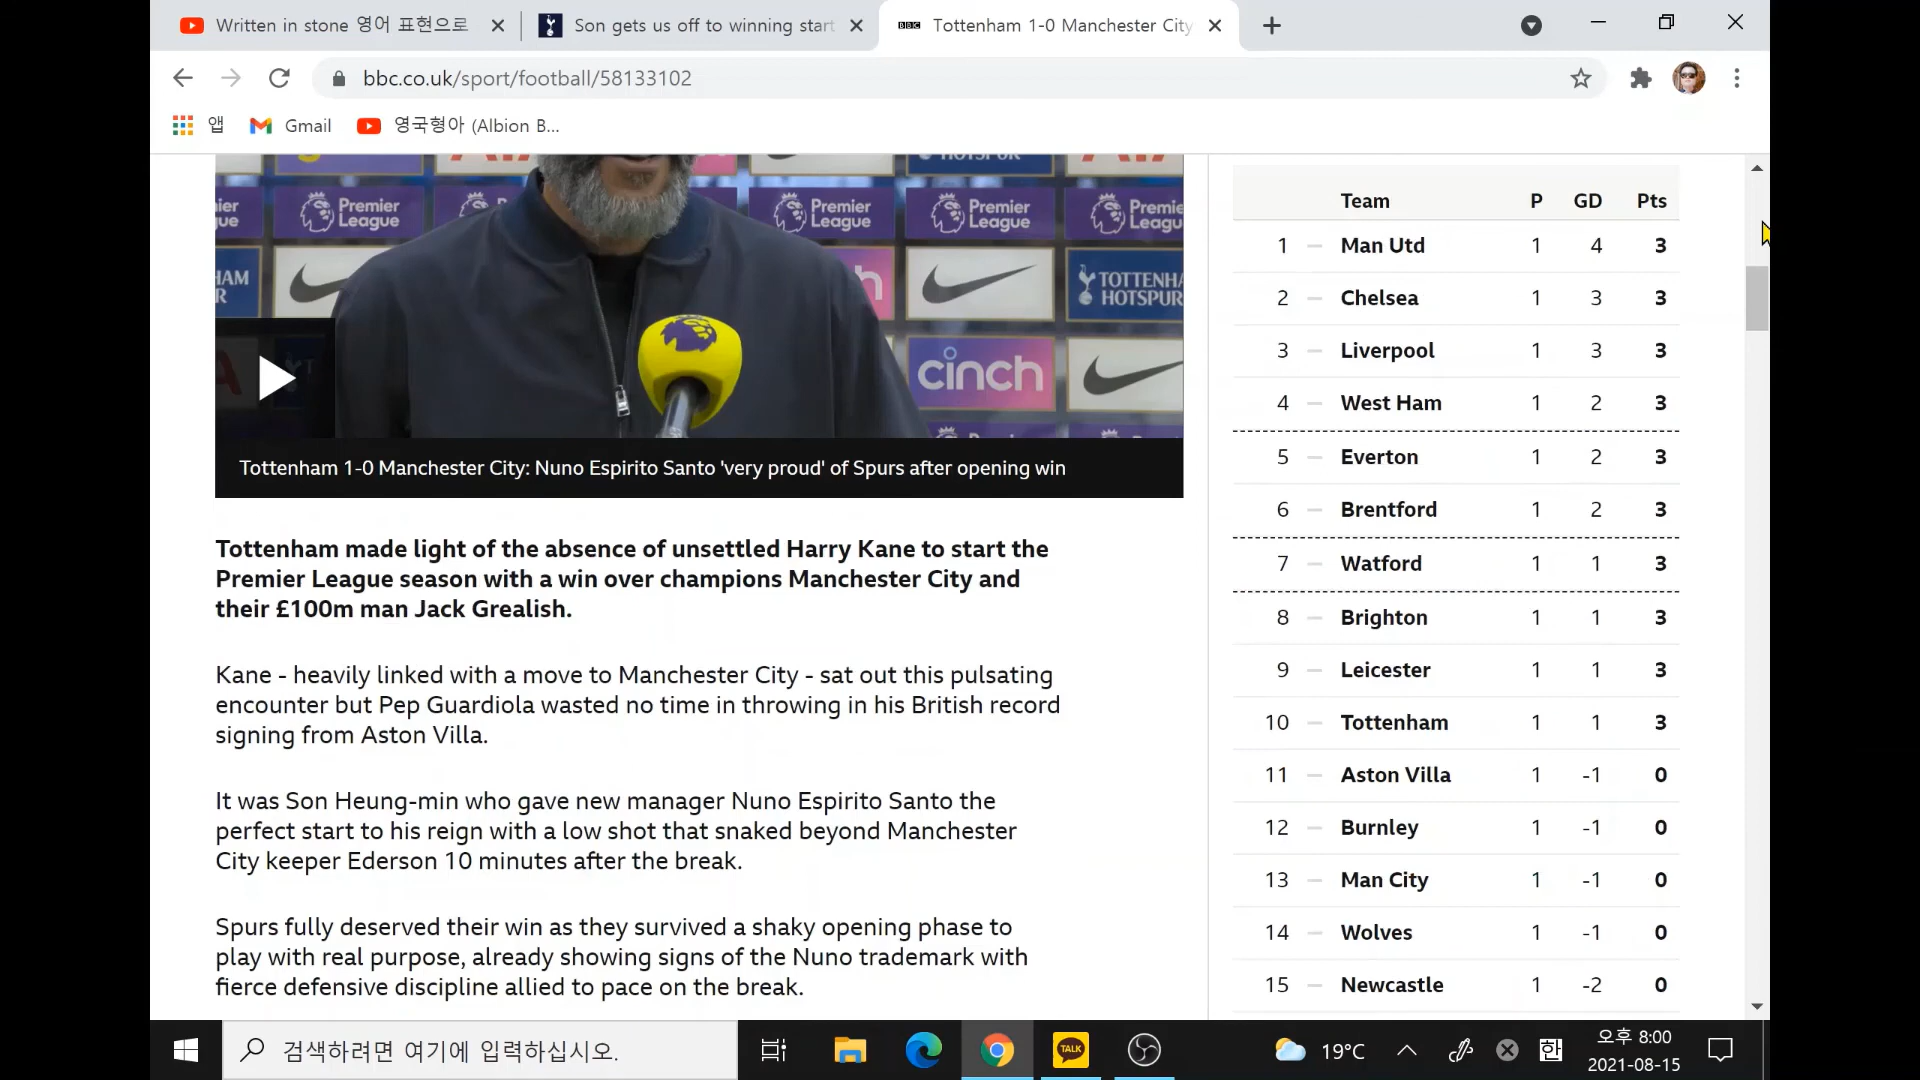 Written in stone 영어 표현으로
Son gets us off to winning start
Tottenham 1-0 Manchester City
bbc.co.uk/sport/football/58133102
앱
Gmail
영국형아 (Albion B...
Premier League
Premier League
Premier League
TOTTENHAM HOTSPUR
cinch
Tottenham 1-0 Manchester City: Nuno Espirito Santo 'very proud' of Spurs after opening win
Tottenham made light of the absence of unsettled Harry Kane to start the
Premier League season with a win over champions Manchester City and
their £100m man Jack Grealish.
Kane - heavily linked with a move to Manchester City - sat out this pulsating
encounter but Pep Guardiola wasted no time in throwing in his British record
signing from Aston Villa.
It was Son Heung-min who gave new manager Nuno Espirito Santo the
perfect start to his reign with a low shot that snaked beyond Manchester
City keeper Ederson 10 minutes after the break.
Spurs fully deserved their win as they survived a shaky opening phase to
play with real purpose, already showing signs of the Nuno trademark with
fierce defensive discipline allied to pace on the break.
Team P GD Pts
1 Man Utd 1 4 3
2 Chelsea 1 3 3
3 Liverpool 1 3 3
4 West Ham 1 2 3
5 Everton 1 2 3
6 Brentford 1 2 3
7 Watford 1 1 3
8 Brighton 1 1 3
9 Leicester 1 1 3
10 Tottenham 1 1 3
11 Aston Villa 1 -1 0
12 Burnley 1 -1 0
13 Man City 1 -1 0
14 Wolves 1 -1 0
15 Newcastle 1 -2 0
검색하려면 여기에 입력하십시오.
TALK
19°C
한
오후 8:00
2021-08-15